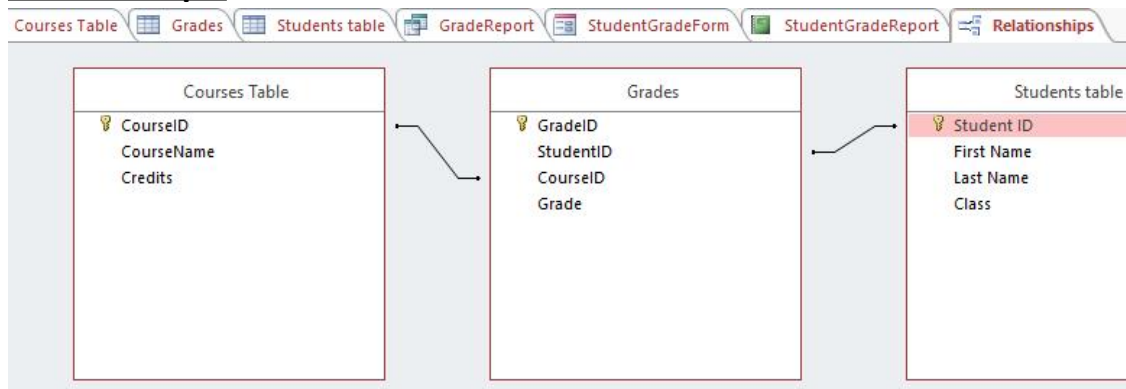 Courses Table Grades Students table GradeReport StudentGradeForm StudentGradeReport Relationships
Courses Table Grades Students table
CourseID GradeID Student ID
CourseName StudentID First Name
Credits CourseID Last Name
Grade Class